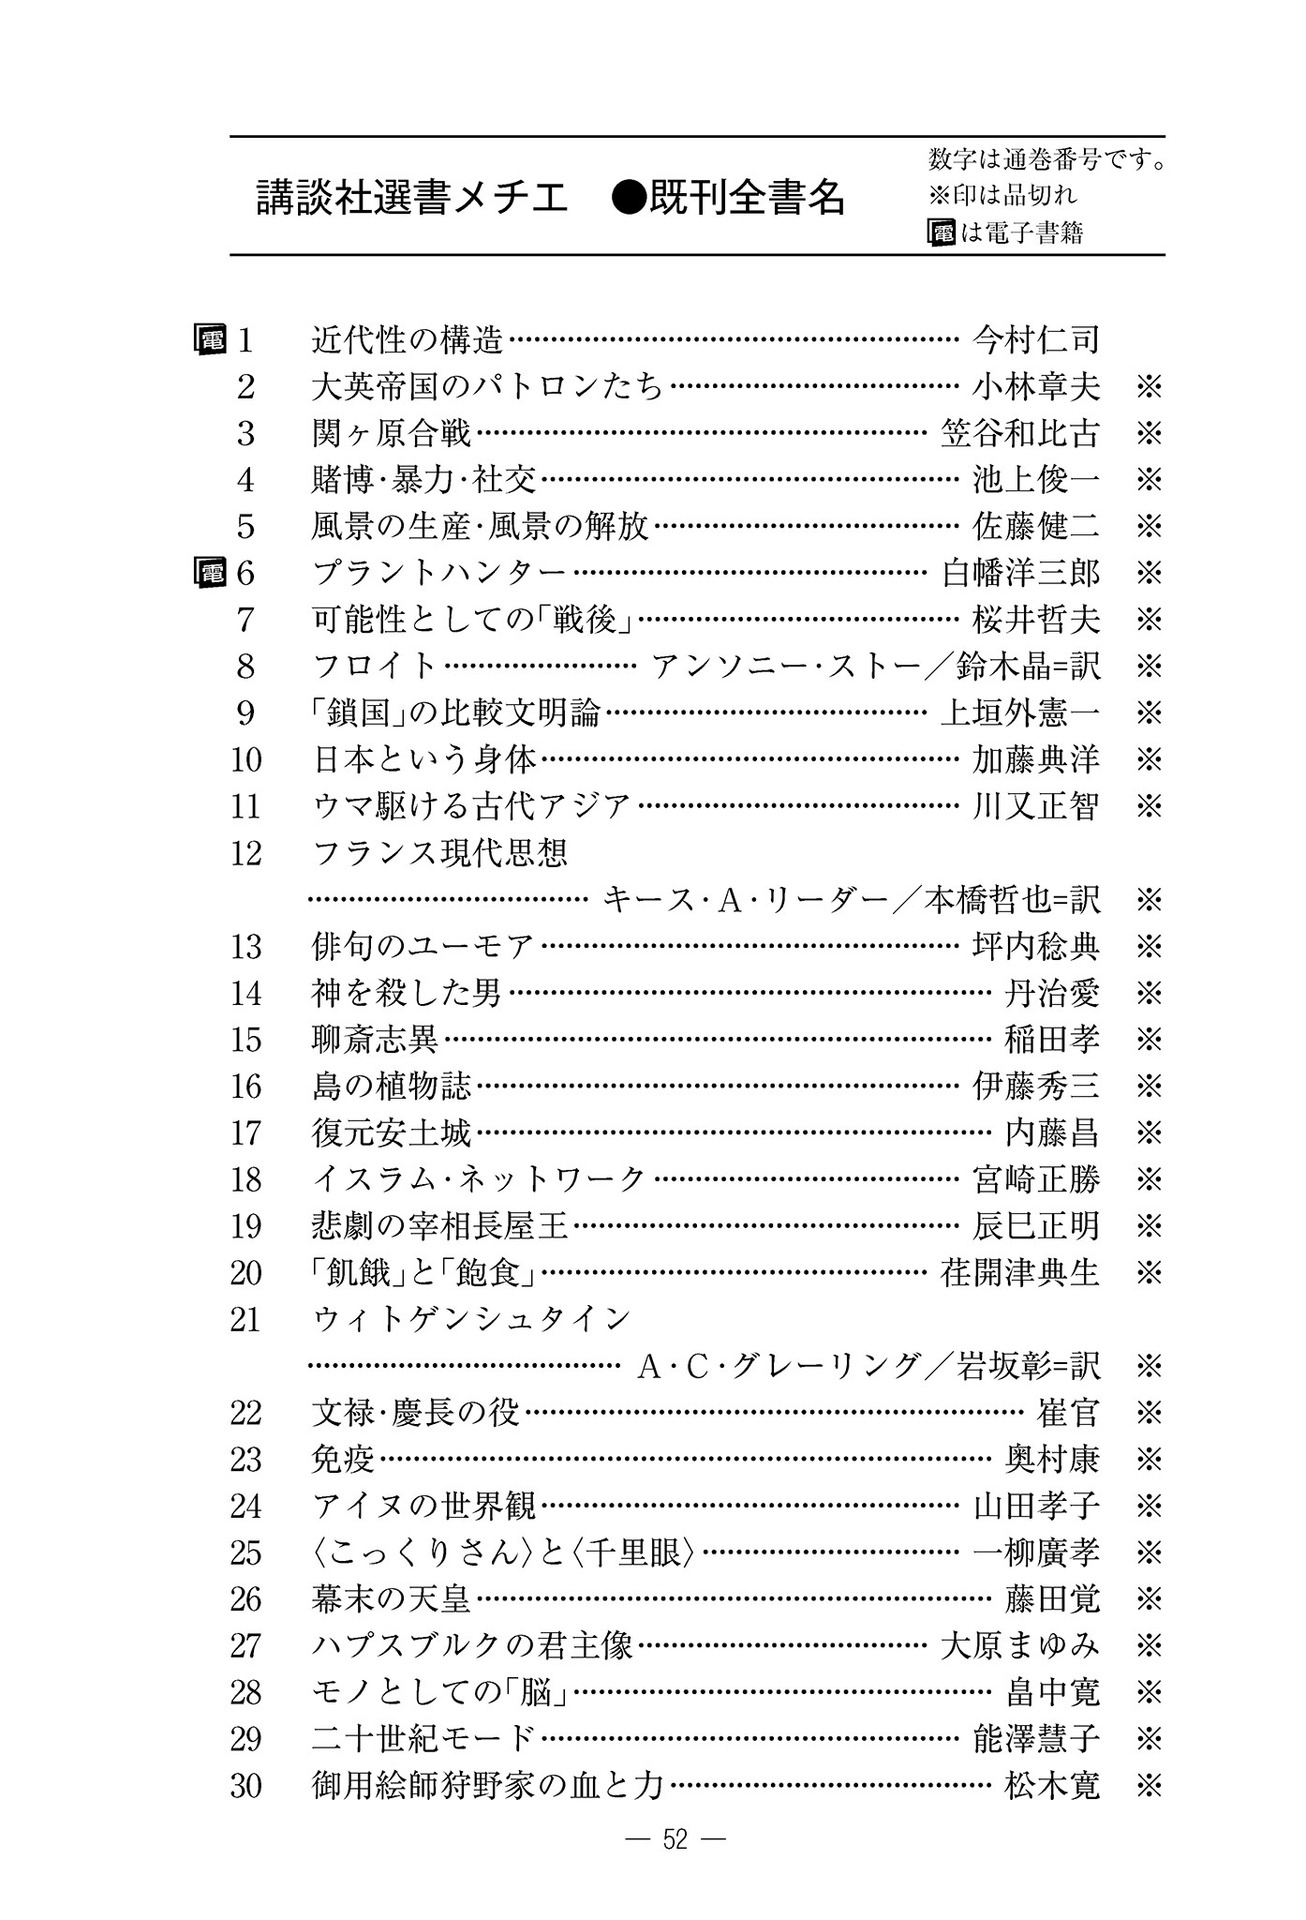 講談社選書メチエ ●既刊全書名
数字は通巻番号です。
※印は品切れ
電は電子書籍
電 1 近代性の構造…………今村仁司
2 大英帝国のパトロンたち…………小林章夫 ※
3 関ヶ原合戦…………笠谷和比古 ※
4 賭博・暴力・社交…………池上俊一 ※
5 風景の生産・風景の解放…………佐藤健二 ※
電 6 プラントハンター…………白幡洋三郎 ※
7 可能性としての「戦後」…………桜井哲夫 ※
8 フロイト…………アンソニー・ストー／鈴木晶=訳 ※
9 「鎖国」の比較文明論…………上垣外憲一 ※
10 日本という身体…………加藤典洋 ※
11 ウマ駆ける古代アジア…………川又正智 ※
12 フランス現代思想
…………キース・A・リーダー／本橋哲也=訳 ※
13 俳句のユーモア…………坪内稔典 ※
14 神を殺した男…………丹治愛 ※
15 聊斎志異…………稲田孝 ※
16 島の植物誌…………伊藤秀三 ※
17 復元安土城…………内藤昌 ※
18 イスラム・ネットワーク…………宮崎正勝 ※
19 悲劇の宰相長屋王…………辰巳正明 ※
20 「飢餓」と「飽食」…………荏開津典生 ※
21 ウィトゲンシュタイン
…………A・C・グレーリング／岩坂彰=訳 ※
22 文禄・慶長の役…………崔官 ※
23 免疫…………奥村康 ※
24 アイヌの世界観…………山田孝子 ※
25 〈こっくりさん〉と〈千里眼〉…………一柳廣孝 ※
26 幕末の天皇…………藤田覚 ※
27 ハプスブルクの君主像…………大原まゆみ ※
28 モノとしての「脳」…………畠中寛 ※
29 二十世紀モード…………能澤慧子 ※
30 御用絵師狩野家の血と力…………松木寛 ※
— 52 —